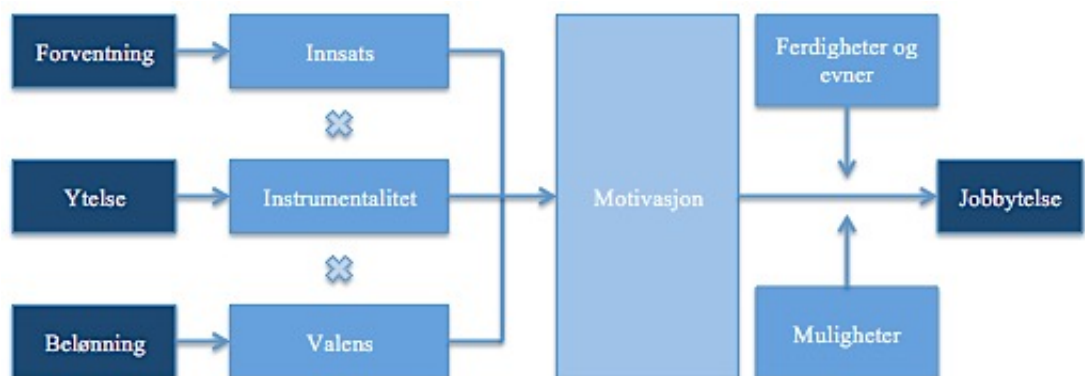 Forventning
Innsats
Ytelse
Instrumentalitet
Belønning
Valens
Motivasjon
Ferdigheter og
evner
Muligheter
Jobbytelse